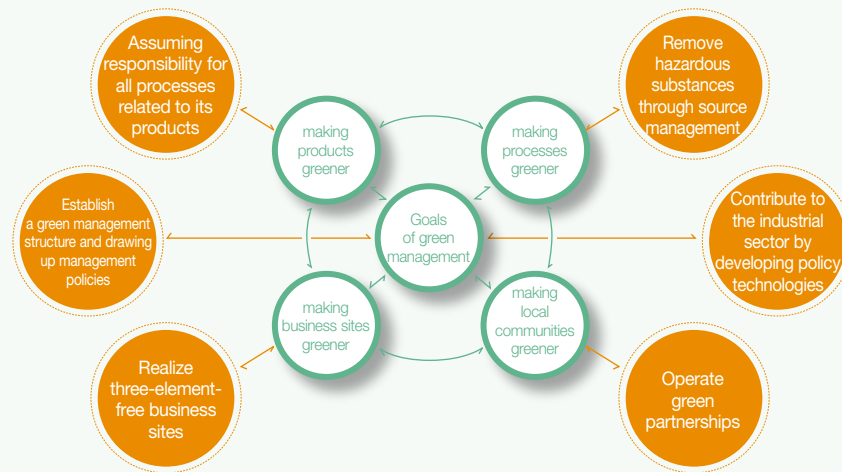 Assuming
responsibility for
all processes
related to its
products
Remove
hazardous
substances
through source
management
making
products
greener
making
processes
greener
Establish
a green management
structure and drawing
up management
policies
Goals
of green
management
Contribute to
the industrial
sector by
developing policy
technologies
making
business sites
greener
making
local
communities
greener
Realize
three-element-
free business
sites
Operate
green
partnerships